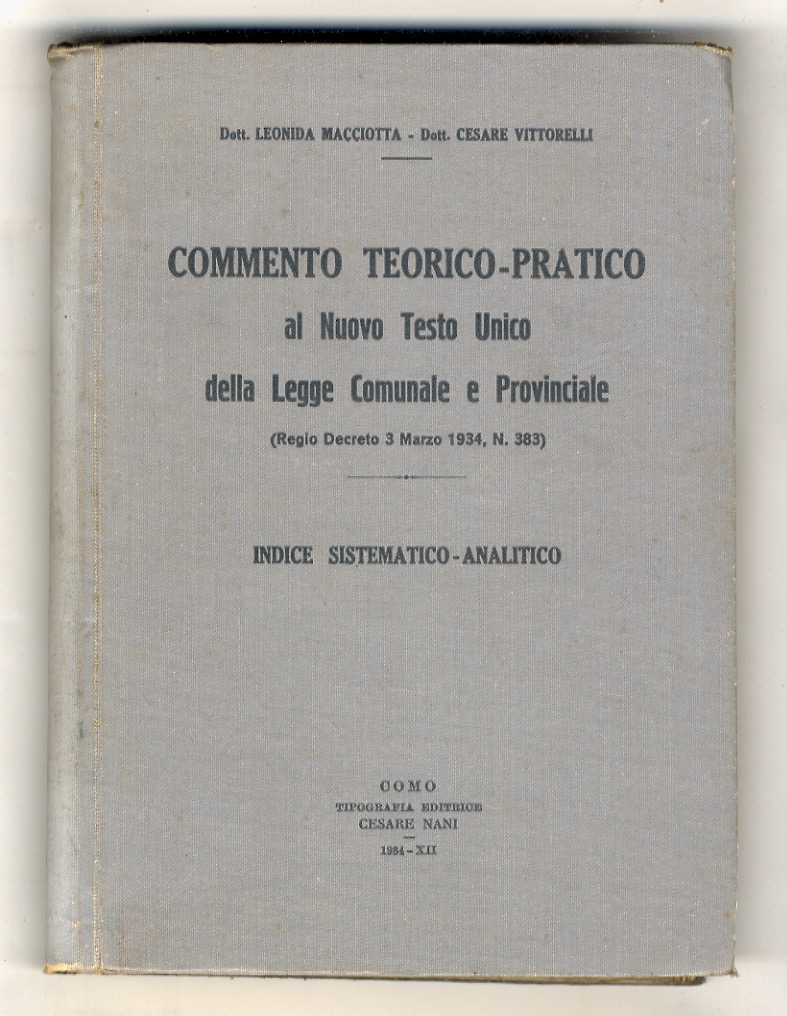 Dott. LEONIDA MACCIOTTA - Dott. CESARE VITTORELLI
COMMENTO TEORICO-PRATICO
al Nuovo Testo Unico
della Legge Comunale e Provinciale
(Regio Decreto 3 Marzo 1934, N. 383)
INDICE SISTEMATICO-ANALITICO
COMO
TIPOGRAFIA EDITRICE
CESARE NANI
1934-XII